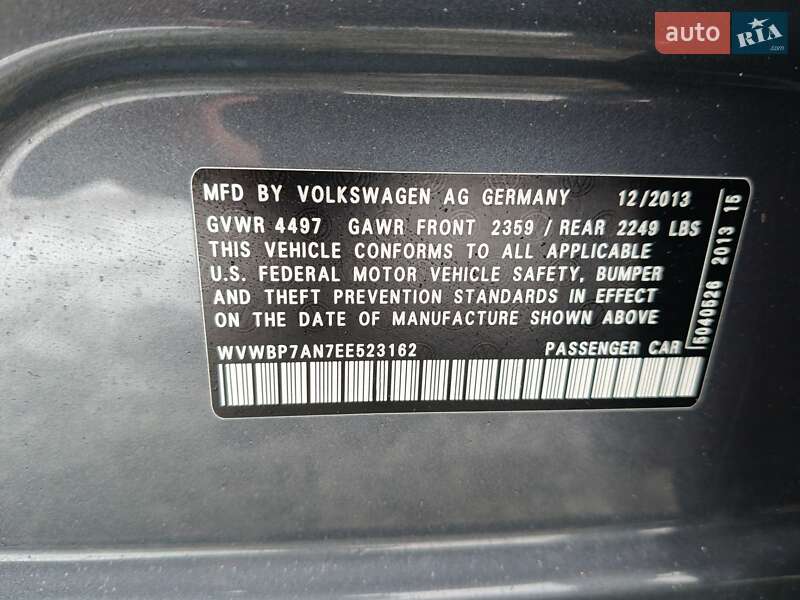 auto RIA .com
MFD BY VOLKSWAGEN AG GERMANY 12/2013
GVWR 4497 GAWR FRONT 2359 / REAR 2249 LBS
THIS VEHICLE CONFORMS TO ALL APPLICABLE
U.S. FEDERAL MOTOR VEHICLE SAFETY, BUMPER
AND THEFT PREVENTION STANDARDS IN EFFECT
ON THE DATE OF MANUFACTURE SHOWN ABOVE
WVWBP7AN7EE523162 PASSENGER CAR
5040526 2013 15